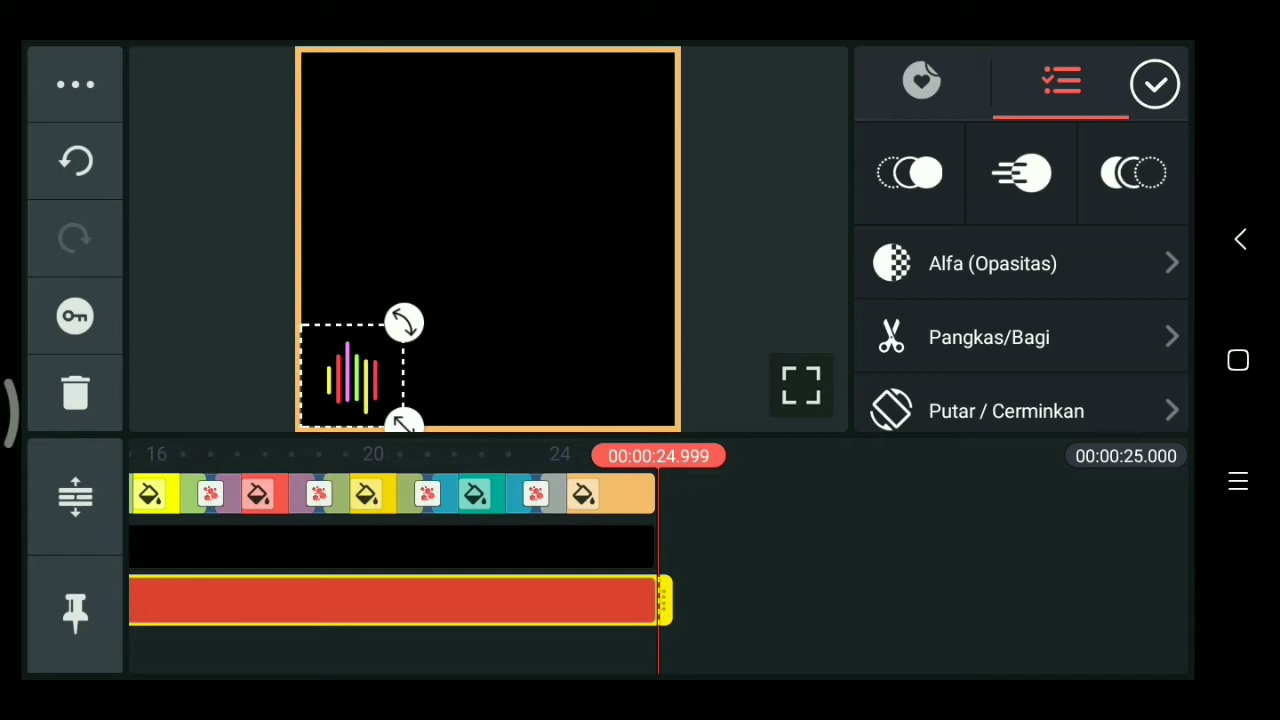 Alfa (Opasitas)
Pangkas/Bagi
Putar / Cerminkan
16
20
24
00:00:24.999
00:00:25.000